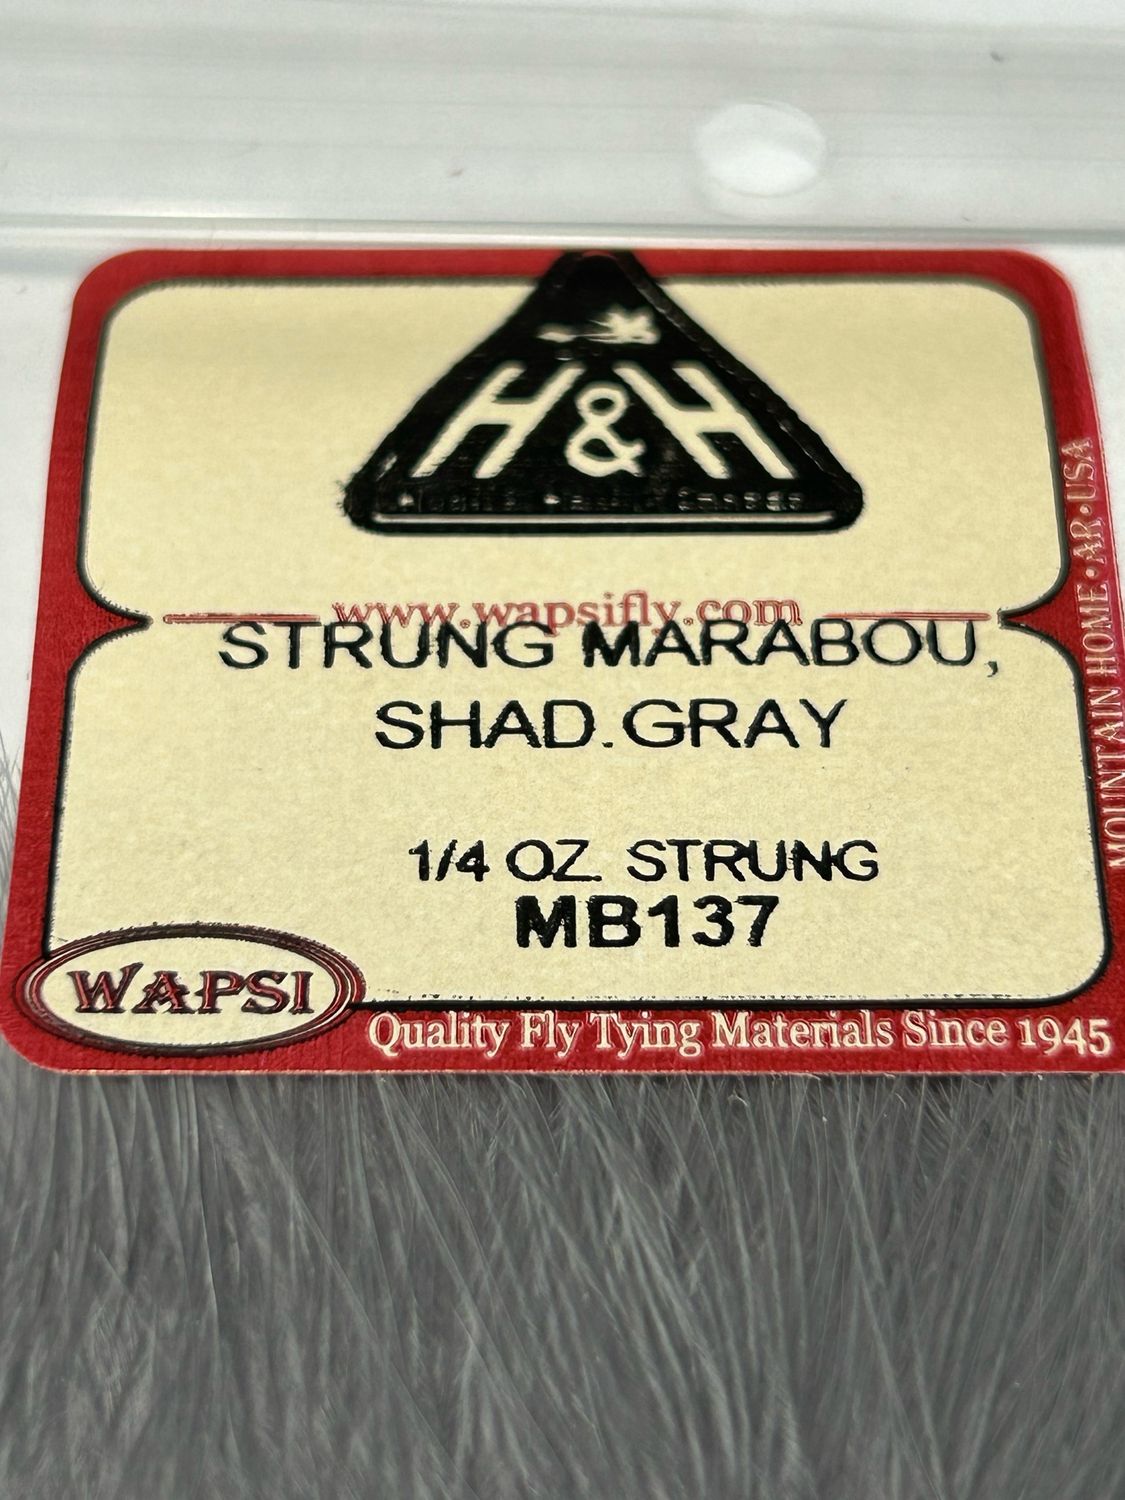 H&H
www.wapsifly.com
STRUNG MARABOU,
SHAD.GRAY
1/4 OZ. STRUNG
MB137
WAPSI
Quality Fly Tying Materials Since 1945
MOUNTAIN HOME•AR•USA